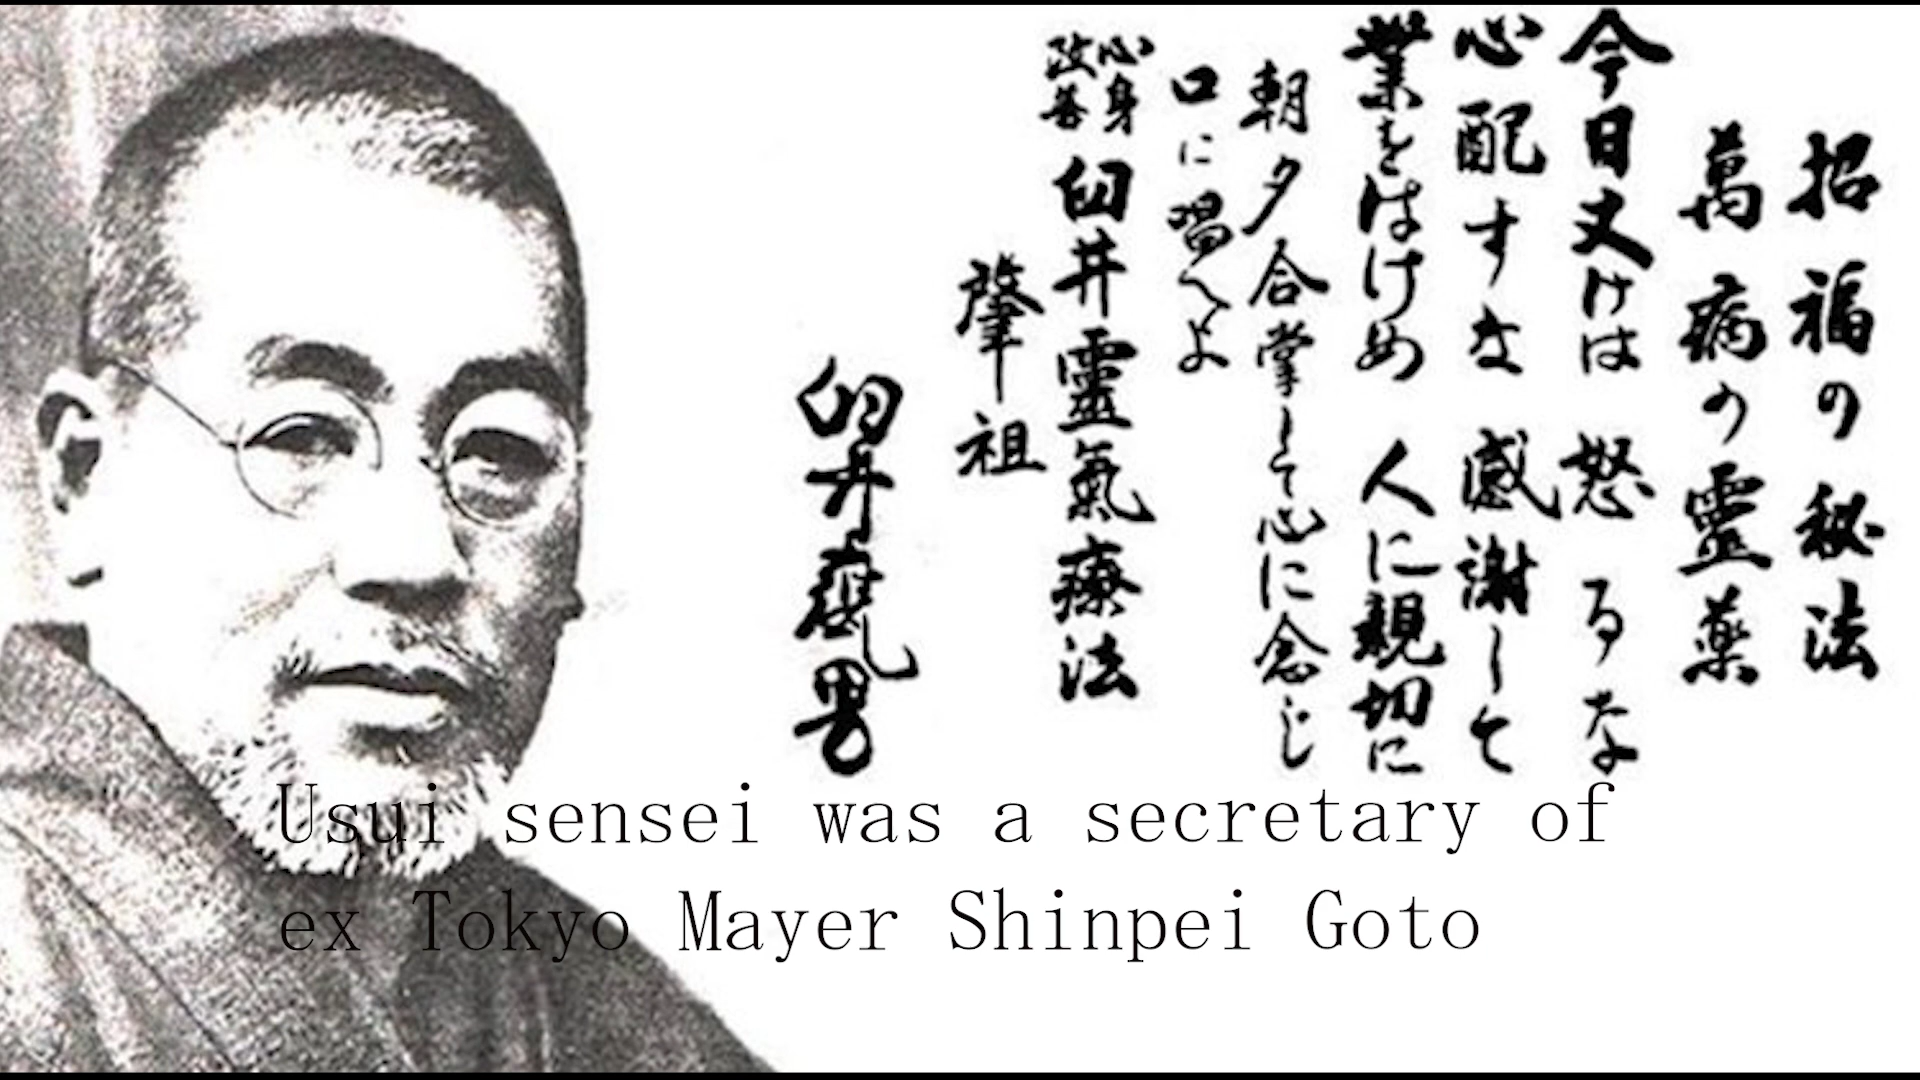 招福の秘法
萬病の靈薬
今日丈けは 怒るな
心配すな 感謝して
業をはけめ 人に親切に
朝夕合掌して心に念じ
口に唱へよ
心身
改善
臼井靈氣療法
肇祖
臼井甕男
Usui sensei was a secretary of
ex Tokyo Mayer Shinpei Goto